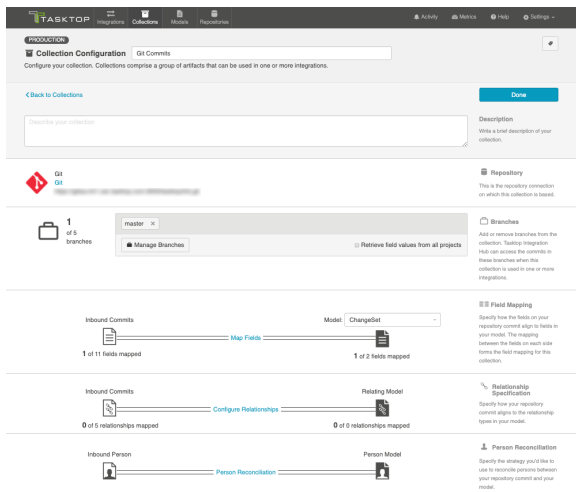 TASKTOP
Integrations
Collections
Models
Repositories
Activity
Metrics
Help
Settings
PRODUCTION
Collection Configuration
Git Commits
Configure your collection. Collections comprise a group of artifacts that can be used in one or more integrations.
Back to Collections
Done
Describe your collection
Description
Write a brief description of your
collection.
Git
Git
Repository
This is the repository connection
on which this collection is based.
1
of 5
branches
master ×
Manage Branches
Retrieve field values from all projects
Branches
Add or remove branches from the
collection. Tasktop Integration
Hub can access the commits in
these branches when this
collection is used in one or more
integrations.
Inbound Commits
Model: ChangeSet
Map Fields
1 of 11 fields mapped
1 of 2 fields mapped
Field Mapping
Specify how the fields on your
repository commit align to fields in
your model. The mapping
between the fields on each side
forms the field mapping for this
collection.
Inbound Commits
Relating Model
Configure Relationships
0 of 5 relationships mapped
0 of 0 relationships mapped
Relationship
Specification
Specify how your repository
commit aligns to the relationship
types in your model.
Inbound Person
Person Model
Person Reconciliation
Person Reconciliation
Specify the strategy you'd like to
use to reconcile persons between
your repository commit and your
model.